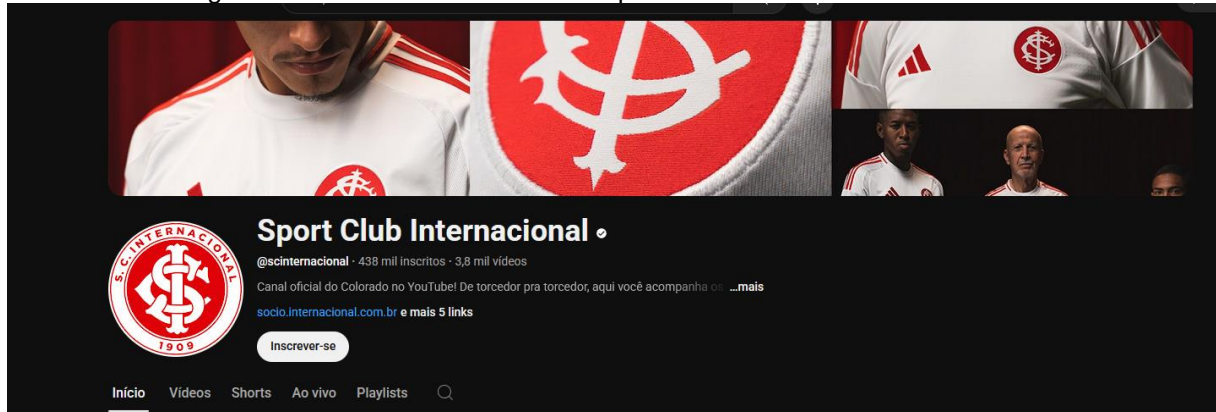 Sport Club Internacional
@scinternacional · 438 mil inscritos · 3,8 mil vídeos
Canal oficial do Colorado no YouTube! De torcedor pra torcedor, aqui você acompanha os ...mais
socio.internacional.com.br e mais 5 links
S. C. INTERNACIONAL
1909
Inscrever-se
Início Vídeos Shorts Ao vivo Playlists